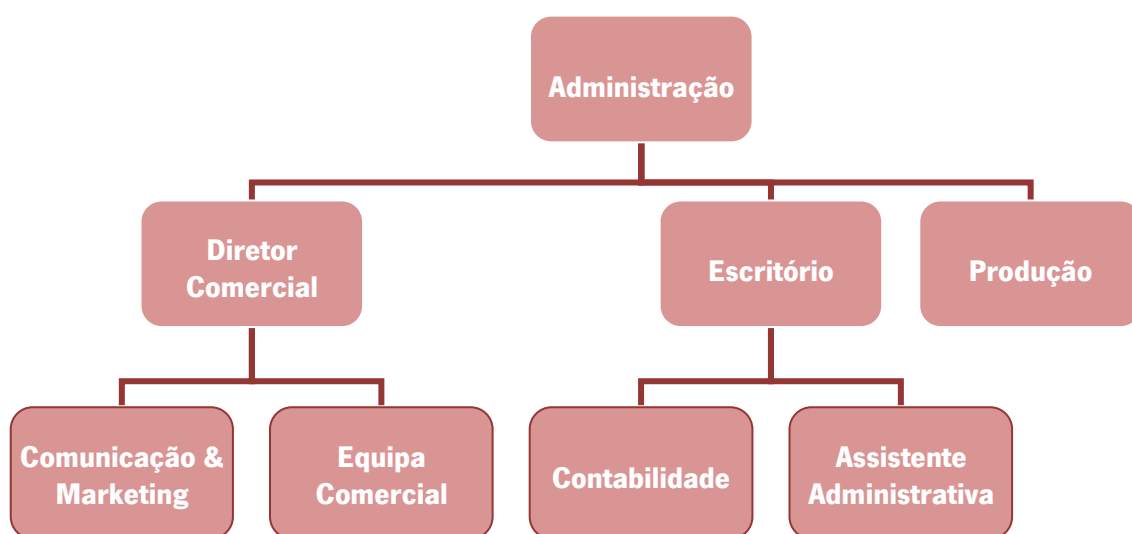 Administração
Diretor
Comercial
Escritório
Produção
Comunicação &
Marketing
Equipa
Comercial
Contabilidade
Assistente
Administrativa